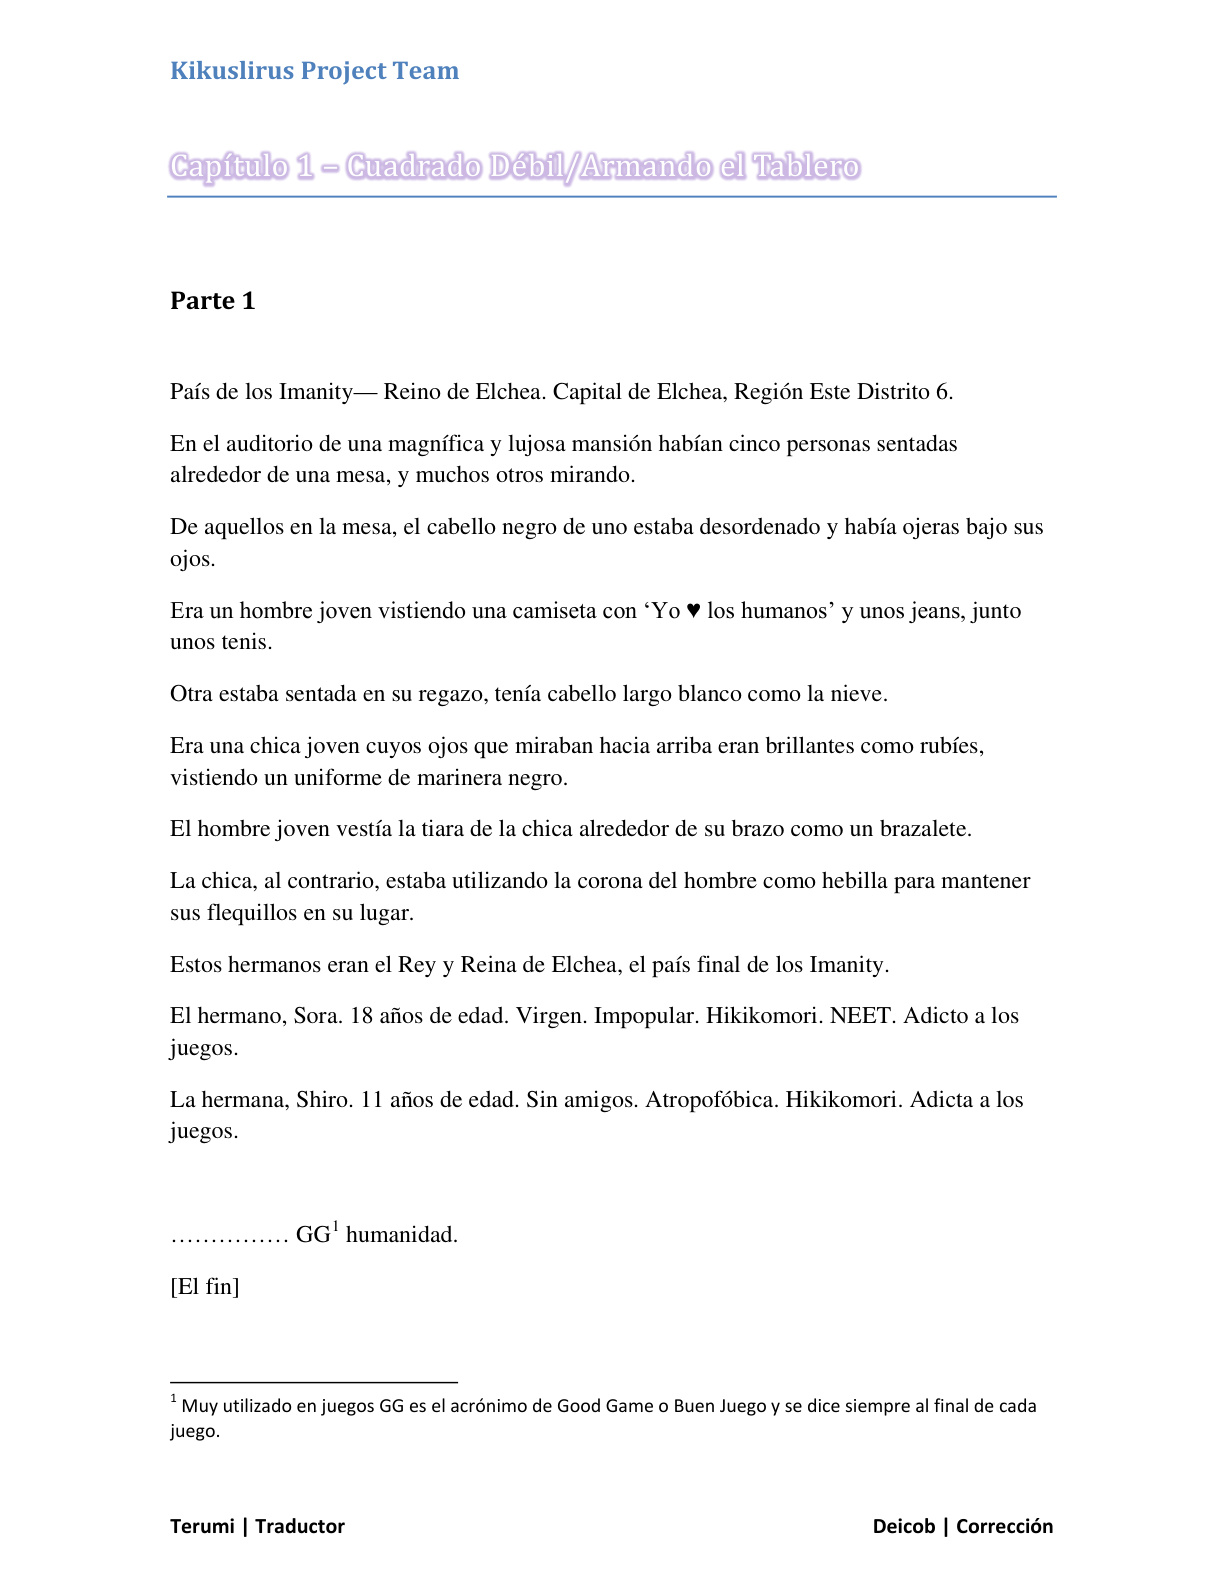 Kikuslirus Project Team
Capítulo 1 – Cuadrado Débil/Armando el Tablero
Parte 1
País de los Imanity— Reino de Elchea. Capital de Elchea, Región Este Distrito 6.
En el auditorio de una magnífica y lujosa mansión habían cinco personas sentadas
alrededor de una mesa, y muchos otros mirando.
De aquellos en la mesa, el cabello negro de uno estaba desordenado y había ojeras bajo sus
ojos.
Era un hombre joven vistiendo una camiseta con ‘Yo ♥ los humanos’ y unos jeans, junto
unos tenis.
Otra estaba sentada en su regazo, tenía cabello largo blanco como la nieve.
Era una chica joven cuyos ojos que miraban hacia arriba eran brillantes como rubíes,
vistiendo un uniforme de marinera negro.
El hombre joven vestía la tiara de la chica alrededor de su brazo como un brazalete.
La chica, al contrario, estaba utilizando la corona del hombre como hebilla para mantener
sus flequillos en su lugar.
Estos hermanos eran el Rey y Reina de Elchea, el país final de los Imanity.
El hermano, Sora. 18 años de edad. Virgen. Impopular. Hikikomori. NEET. Adicto a los
juegos.
La hermana, Shiro. 11 años de edad. Sin amigos. Atropofóbica. Hikikomori. Adicta a los
juegos.
…………… GG¹ humanidad.
[El fin]
¹ Muy utilizado en juegos GG es el acrónimo de Good Game o Buen Juego y se dice siempre al final de cada
juego.
Terumi | Traductor Deicob | Corrección